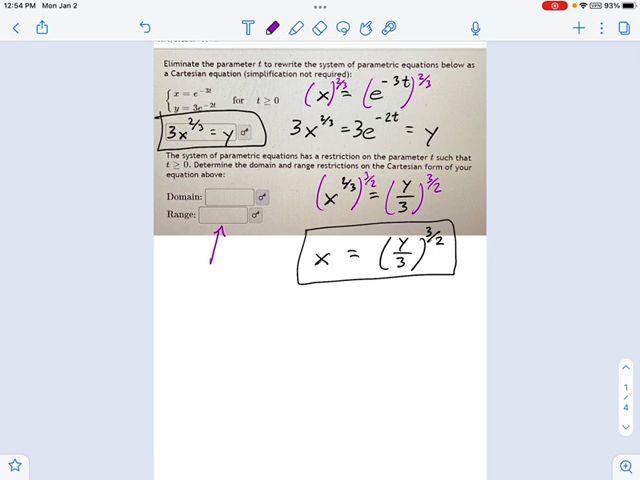 12:54 PM Mon Jan 2
VPN 93%
Eliminate the parameter t to rewrite the system of parametric equations below as
a Cartesian equation (simplification not required):
{ x = e^{-3t}
{ y = 3e^{-2t} for t ≥ 0
(x)^{2/3} = (e^{-3t})^{2/3}
3x^{2/3} = y
3x^{2/3} = 3e^{-2t} = y
The system of parametric equations has a restriction on the parameter t such that
t ≥ 0. Determine the domain and range restrictions on the Cartesian form of your
equation above:
(x^{2/3})^{3/2} = (y/3)^{3/2}
Domain:
Range:
x = (y/3)^{3/2}
1
/
4